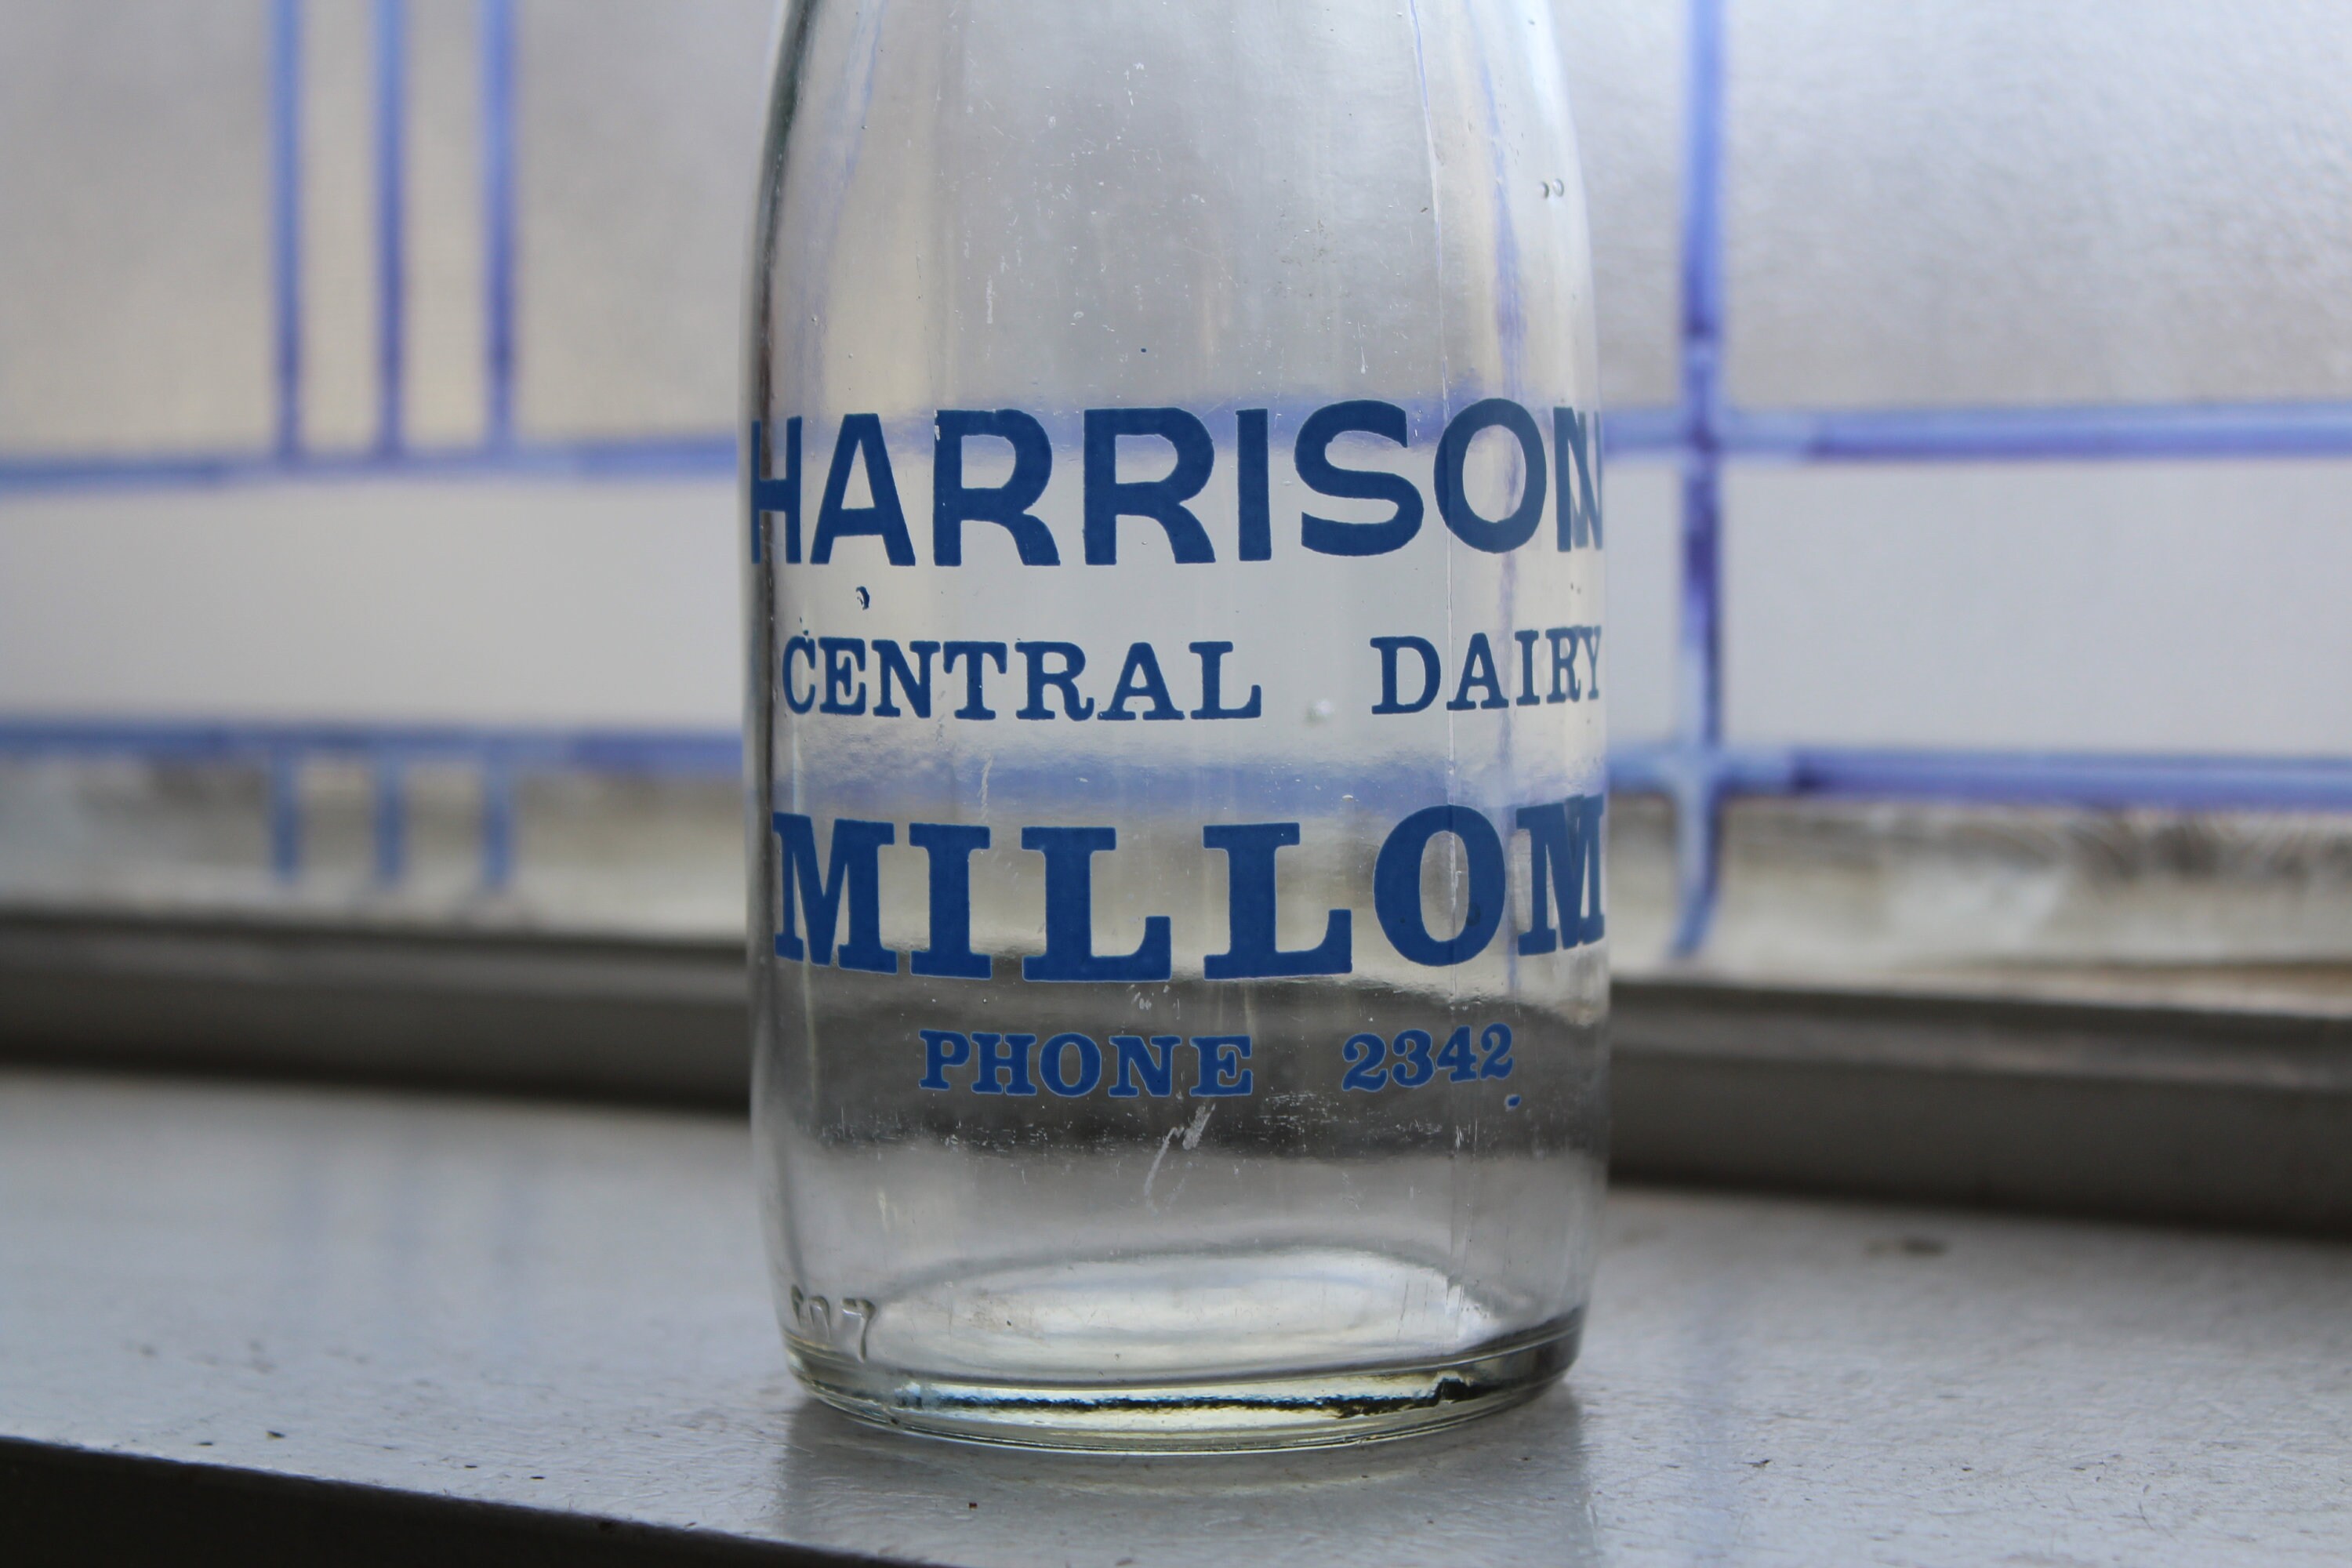 HARRISON
CENTRAL DAIRY
MILLOM
PHONE 2342